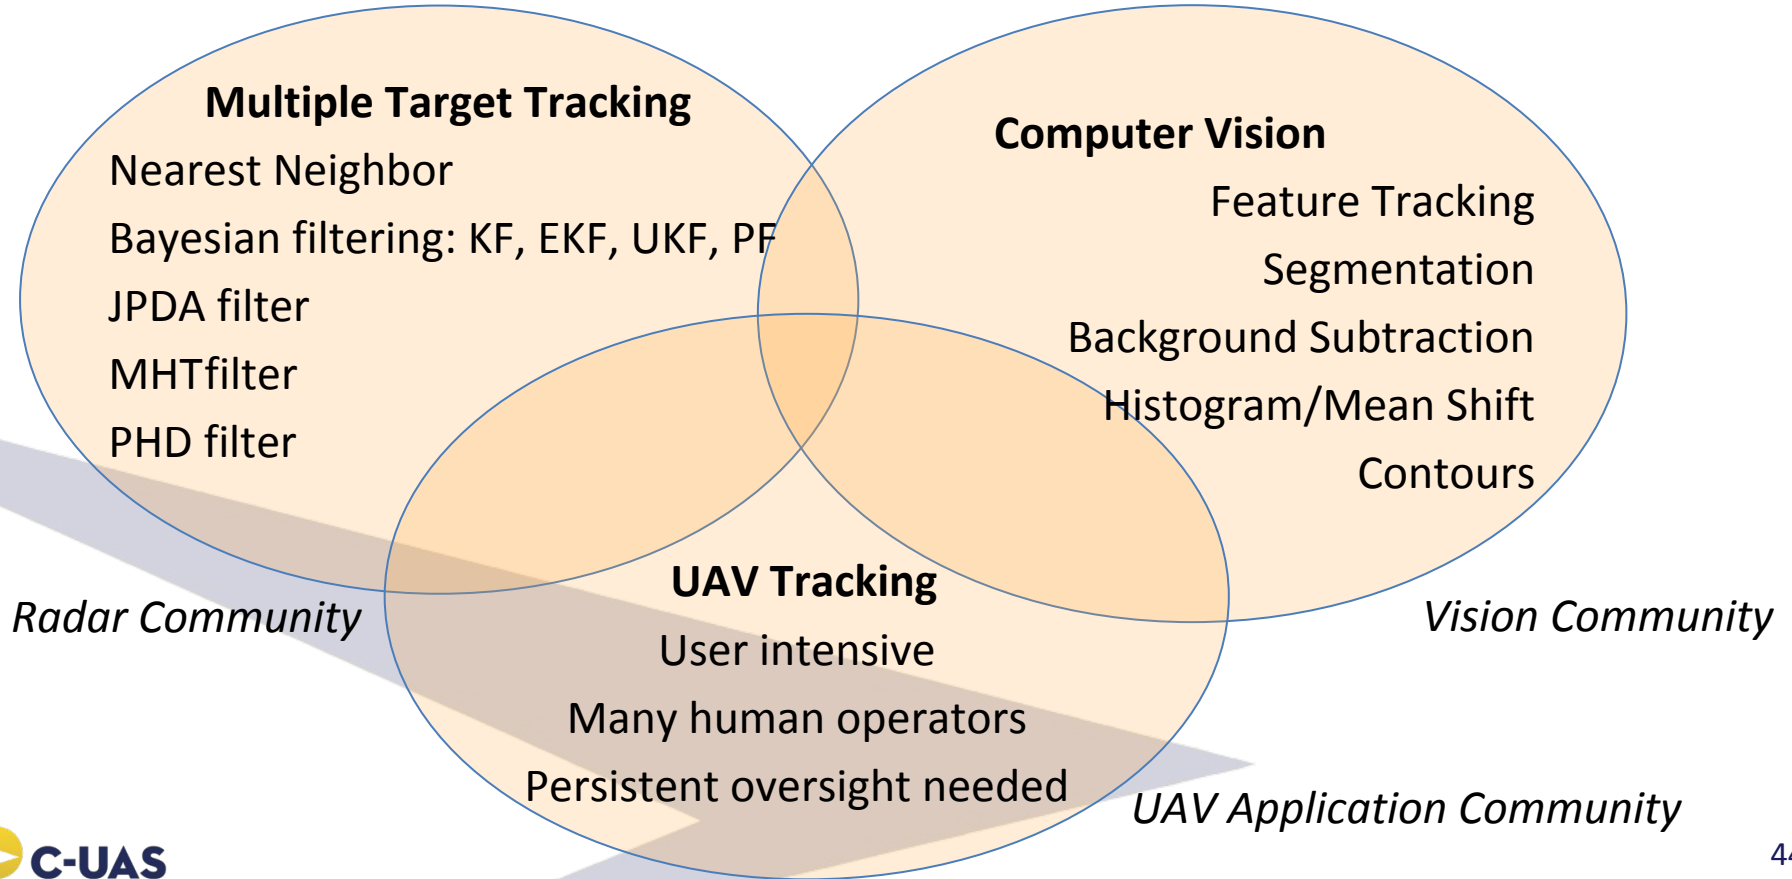 Multiple Target Tracking
Nearest Neighbor
Bayesian filtering: KF, EKF, UKF, PF
JPDA filter
MHTfilter
PHD filter
Computer Vision
Feature Tracking
Segmentation
Background Subtraction
Histogram/Mean Shift
Contours
Radar Community
Vision Community
UAV Tracking
User intensive
Many human operators
Persistent oversight needed
UAV Application Community
C-UAS
44